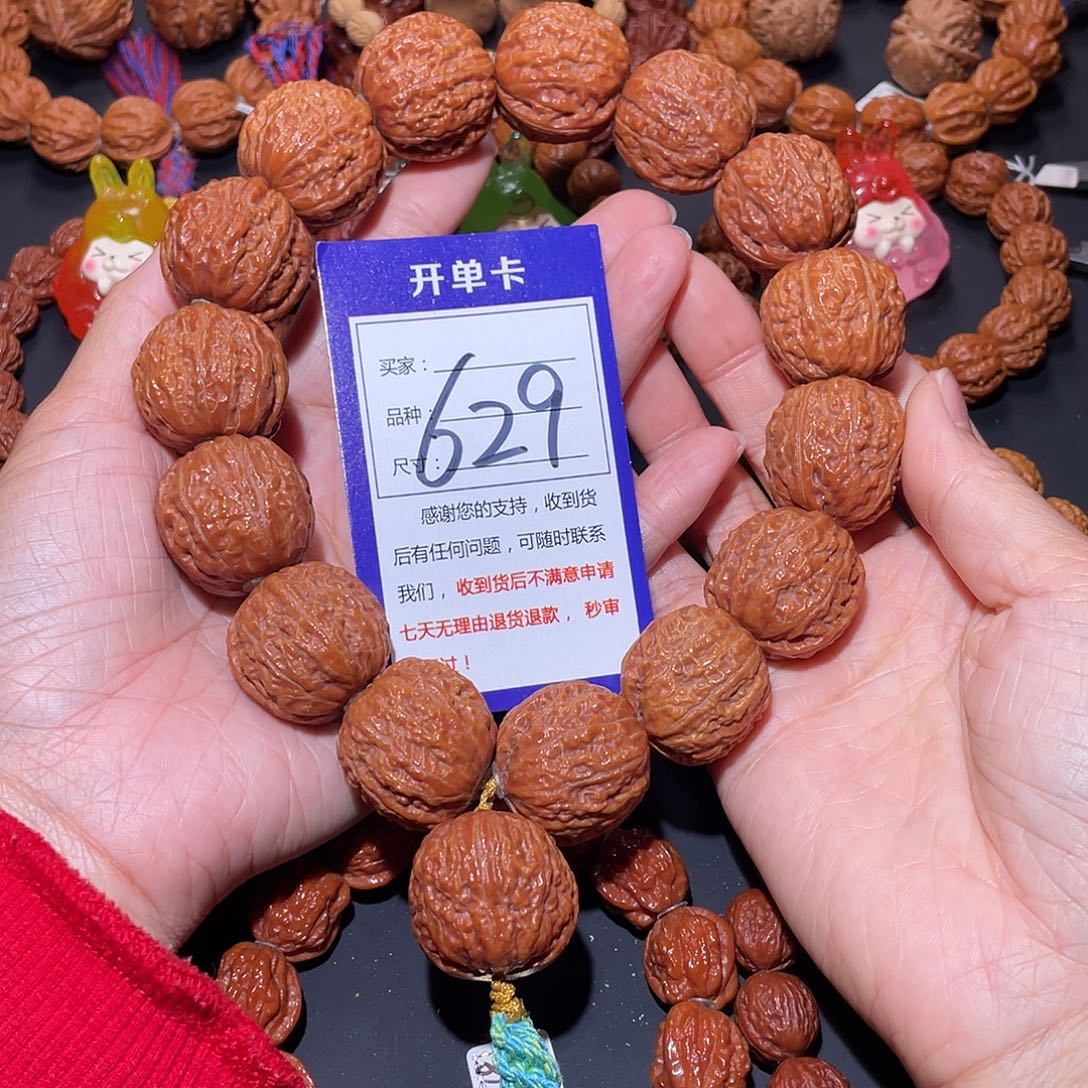 开单卡
买家：
品种：
尺寸：
629
感谢您的支持，收到货
后有任何问题，可随时联系
我们，收到货后不满意申请
七天无理由退货退款，秒审
过！